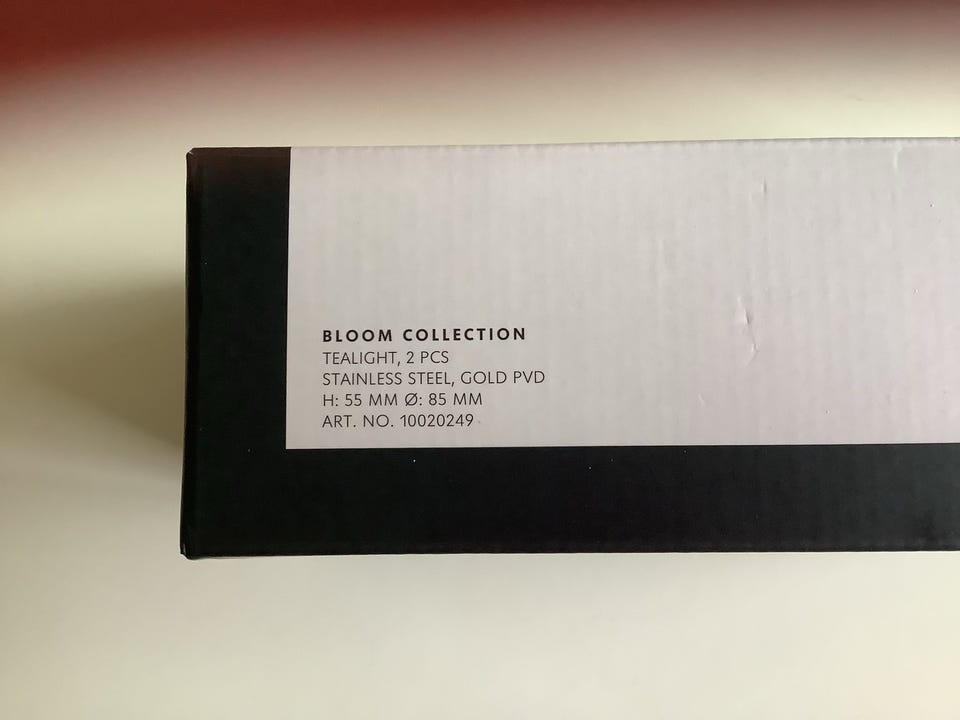 BLOOM COLLECTION
TEALIGHT, 2 PCS
STAINLESS STEEL, GOLD PVD
H: 55 MM Ø: 85 MM
ART. NO. 10020249